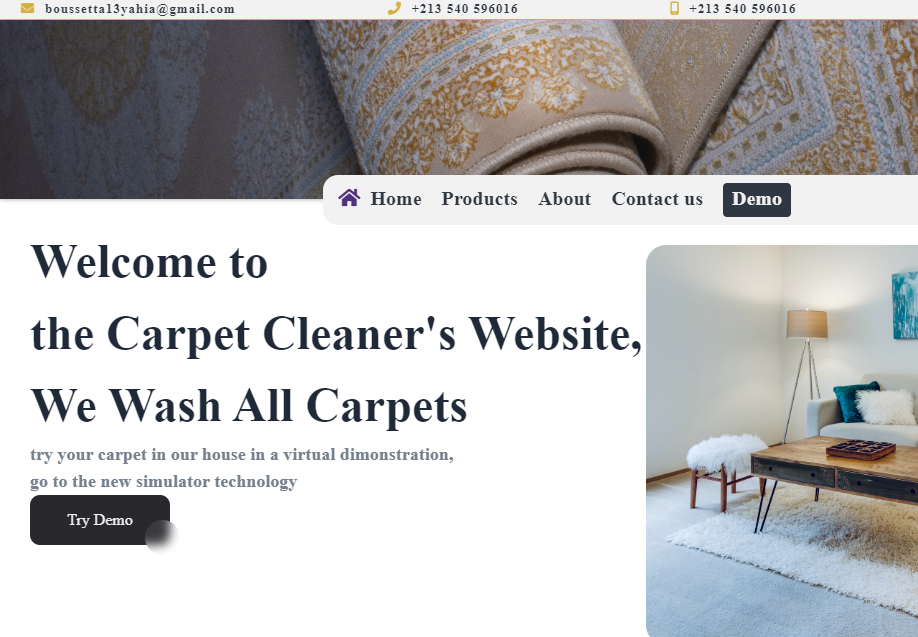 boussetta13yahia@gmail.com
+213 540 596016
+213 540 596016
Home Products About Contact us Demo
Welcome to
the Carpet Cleaner's Website,
We Wash All Carpets
try your carpet in our house in a virtual dimonstration,
go to the new simulator technology
Try Demo